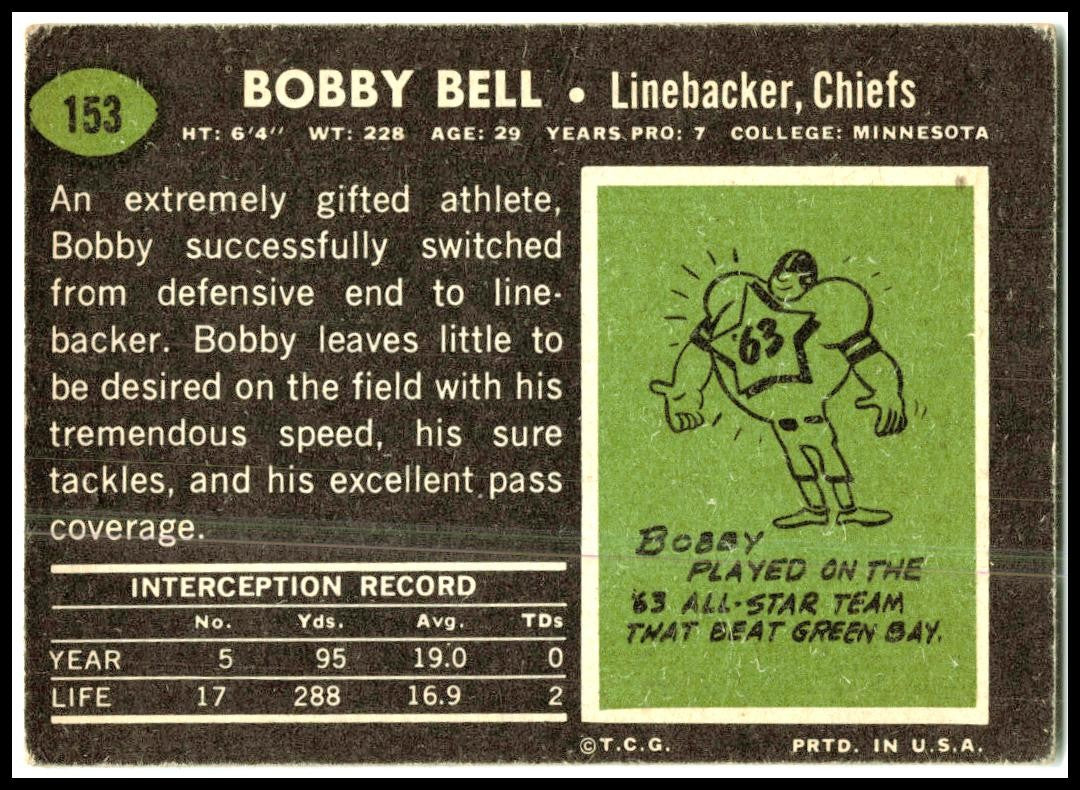 153
BOBBY BELL • Linebacker, Chiefs
HT: 6'4'' WT: 228 AGE: 29 YEARS PRO: 7 COLLEGE: MINNESOTA
An extremely gifted athlete,
Bobby successfully switched
from defensive end to line-
backer. Bobby leaves little to
be desired on the field with his
tremendous speed, his sure
tackles, and his excellent pass
coverage.
INTERCEPTION RECORD
No. Yds. Avg. TDs
YEAR 5 95 19.0 0
LIFE 17 288 16.9 2
'63
BOBBY
PLAYED ON THE
'63 ALL-STAR TEAM
THAT BEAT GREEN BAY.
©T.C.G. PRTD. IN U.S.A.